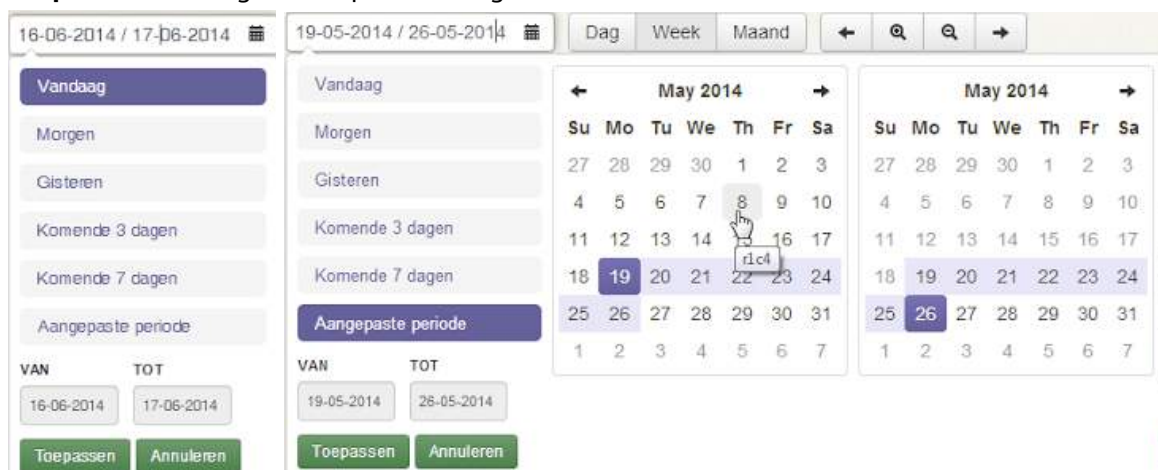 16-06-2014 / 17-06-2014
Vandaag
Morgen
Gisteren
Komende 3 dagen
Komende 7 dagen
Aangepaste periode
VAN TOT
16-06-2014 17-06-2014
Toepassen Annuleren
19-05-2014 / 26-05-2014
Vandaag
Morgen
Gisteren
Komende 3 dagen
Komende 7 dagen
Aangepaste periode
VAN TOT
19-05-2014 26-05-2014
Toepassen Annuleren
Dag Week Maand
May 2014
Su Mo Tu We Th Fr Sa
27 28 29 30 1 2 3
4 5 6 7 8 9 10
11 12 13 14 16 17
r1c4
18 19 20 21 22 23 24
25 26 27 28 29 30 31
1 2 3 4 5 6 7
May 2014
Su Mo Tu We Th Fr Sa
27 28 29 30 1 2 3
4 5 6 7 8 9 10
11 12 13 14 15 16 17
18 19 20 21 22 23 24
25 26 27 28 29 30 31
1 2 3 4 5 6 7